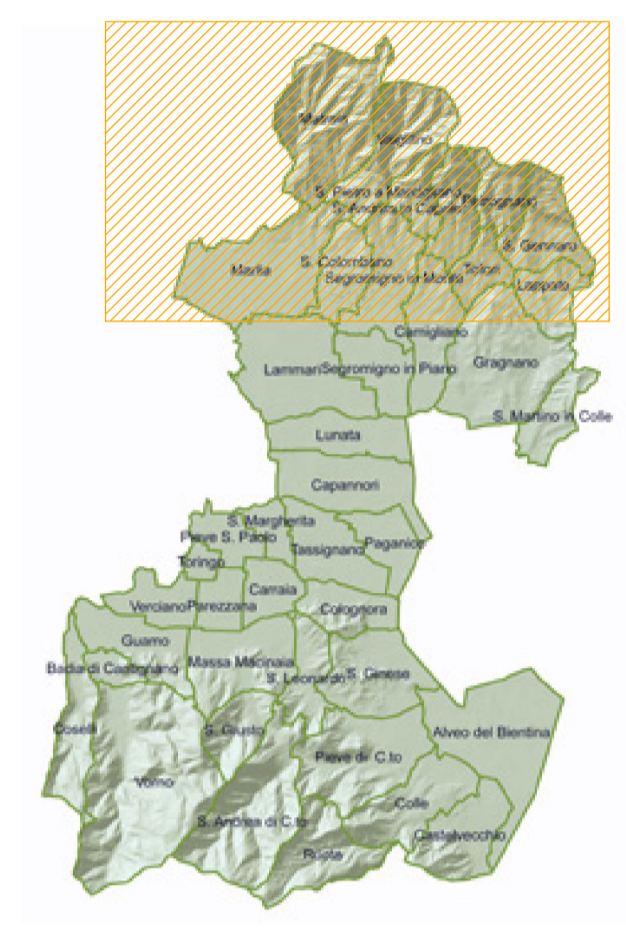 Matraia
Valgiano
S. Pietro a Marcigliano
S. Andrea in Caprile
Petrognano
S. Gennaro
S. Colombano
Marlia
Segromigno in Monte
Tofori
Lappato
Camigliano
Lammari
Segromigno in Piano
Gragnano
S. Martino in Colle
Lunata
Capannori
S. Margherita
Pieve S. Paolo
Tassignano
Paganico
Toringo
Carraia
Verciano
Parezzana
Colognora
Guamo
Badia di Cantignano
Massa Macinaia
S. Leonardo
S. Ginese
Coselli
S. Giusto
Alveo del Bientina
Pieve di C.to
Vorno
Colle
S. Andrea di C.to
Castelvecchio
Ruota